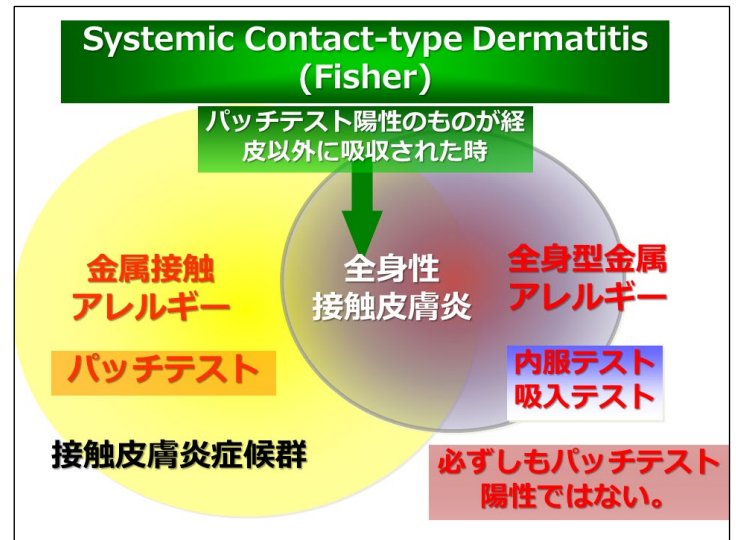 Systemic Contact-type Dermatitis
(Fisher)
パッチテスト陽性のものが経
皮以外に吸収された時
金属接触
アレルギー
全身性
接触皮膚炎
全身型金属
アレルギー
パッチテスト
内服テスト
吸入テスト
接触皮膚炎症候群
必ずしもパッチテスト
陽性ではない。